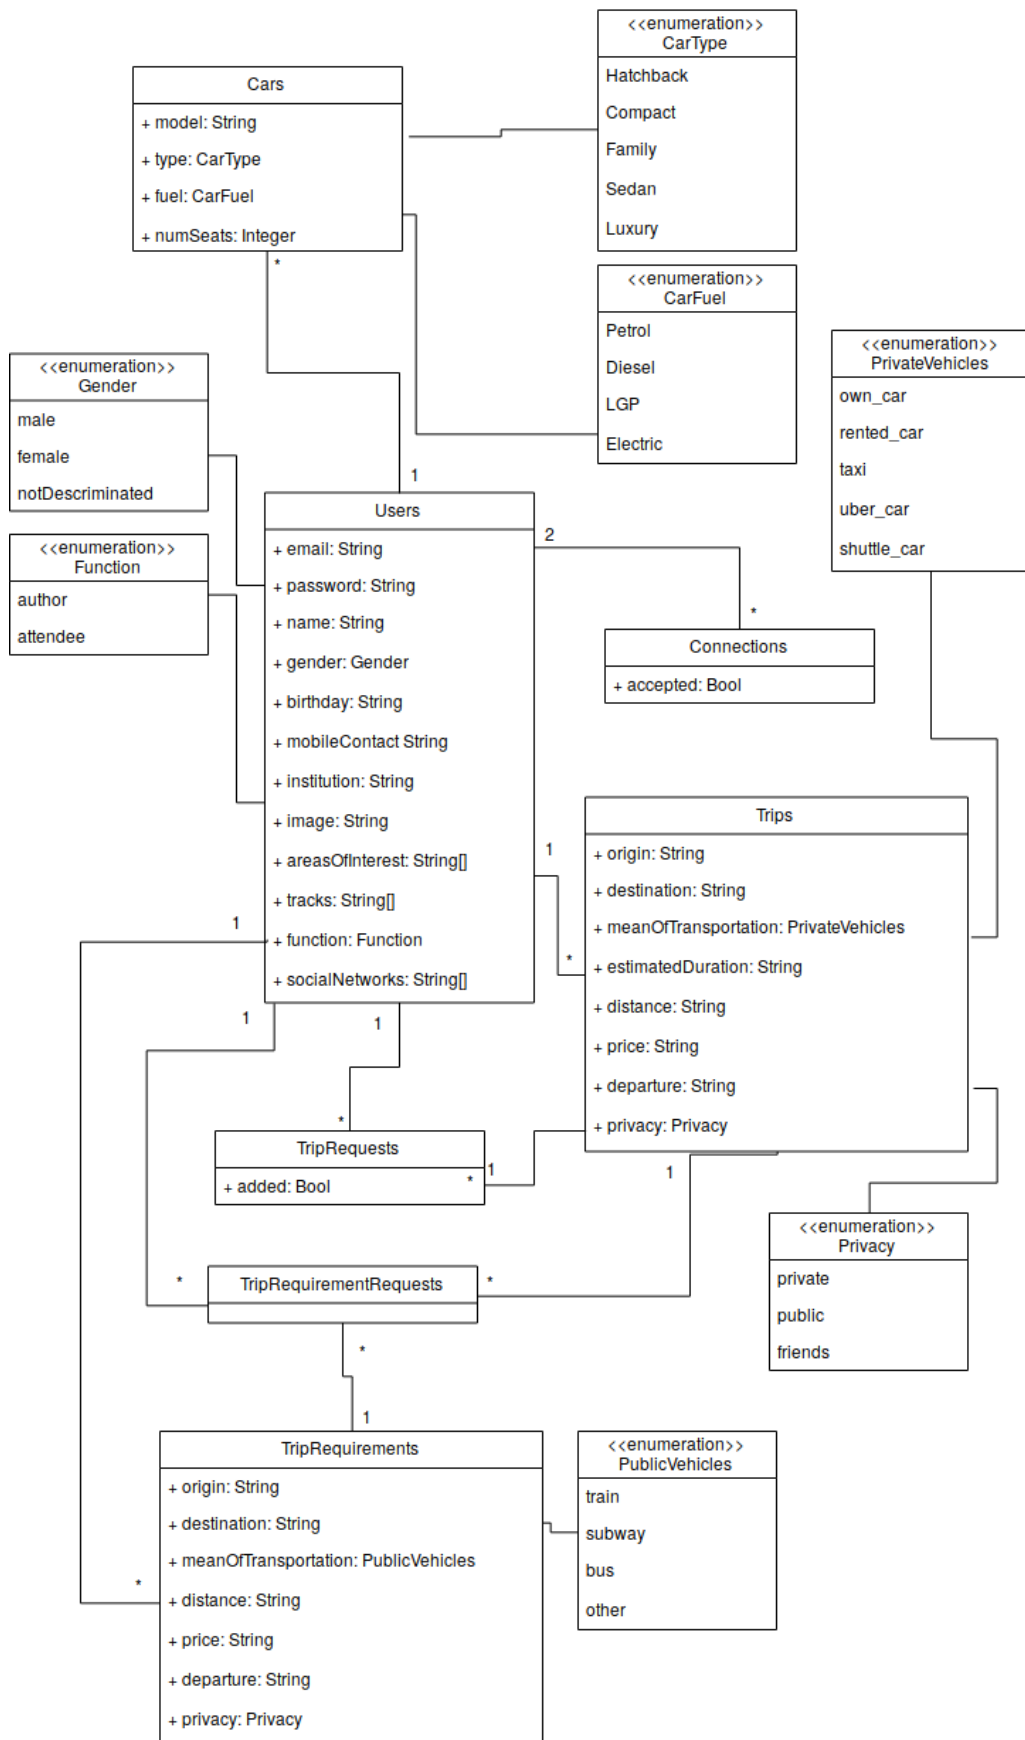 <<enumeration>>
CarType
Hatchback
Compact
Family
Sedan
Luxury
Cars
+ model: String
+ type: CarType
+ fuel: CarFuel
+ numSeats: Integer
*
<<enumeration>>
CarFuel
Petrol
Diesel
LGP
Electric
<<enumeration>>
PrivateVehicles
own_car
rented_car
taxi
uber_car
shuttle_car
<<enumeration>>
Gender
male
female
notDescriminated
<<enumeration>>
Function
author
attendee
1
Users
+ email: String
+ password: String
+ name: String
+ gender: Gender
+ birthday: String
+ mobileContact String
+ institution: String
+ image: String
+ areasOfInterest: String[]
+ tracks: String[]
+ function: Function
+ socialNetworks: String[]
2
*
Connections
+ accepted: Bool
1
*
Trips
+ origin: String
+ destination: String
+ meanOfTransportation: PrivateVehicles
+ estimatedDuration: String
+ distance: String
+ price: String
+ departure: String
+ privacy: Privacy
1
1
1
*
TripRequests
+ added: Bool
*
1
1
<<enumeration>>
Privacy
private
public
friends
*
TripRequirementRequests
*
*
1
TripRequirements
+ origin: String
+ destination: String
+ meanOfTransportation: PublicVehicles
+ distance: String
+ price: String
+ departure: String
+ privacy: Privacy
*
<<enumeration>>
PublicVehicles
train
subway
bus
other